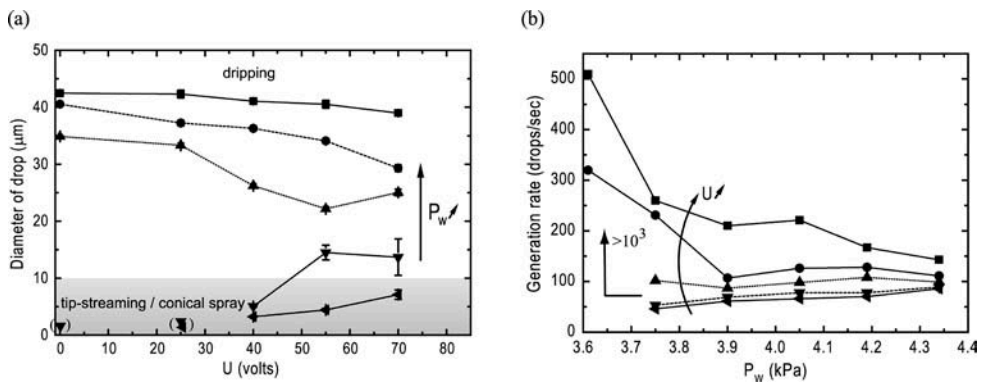 (a)
50
40
30
20
10
0
Diameter of drop (μm)
dripping
P_w
tip-streaming / conical spray
( )
( )
0 10 20 30 40 50 60 70 80
U (volts)
(b)
500
400
300
200
100
0
Generation rate (drops/sec)
U
>10³
3.6 3.7 3.8 3.9 4.0 4.1 4.2 4.3 4.4
P_w (kPa)